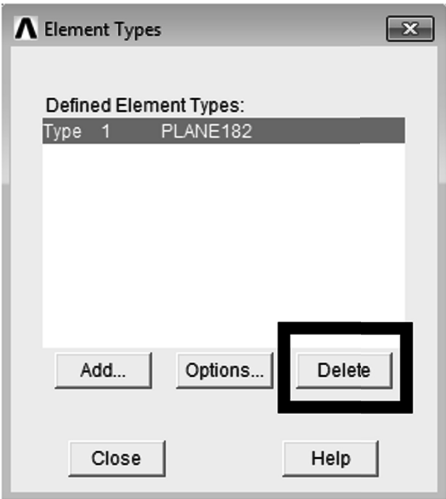 Element Types
Defined Element Types:
Type 1 PLANE182
Add... Options... Delete
Close Help